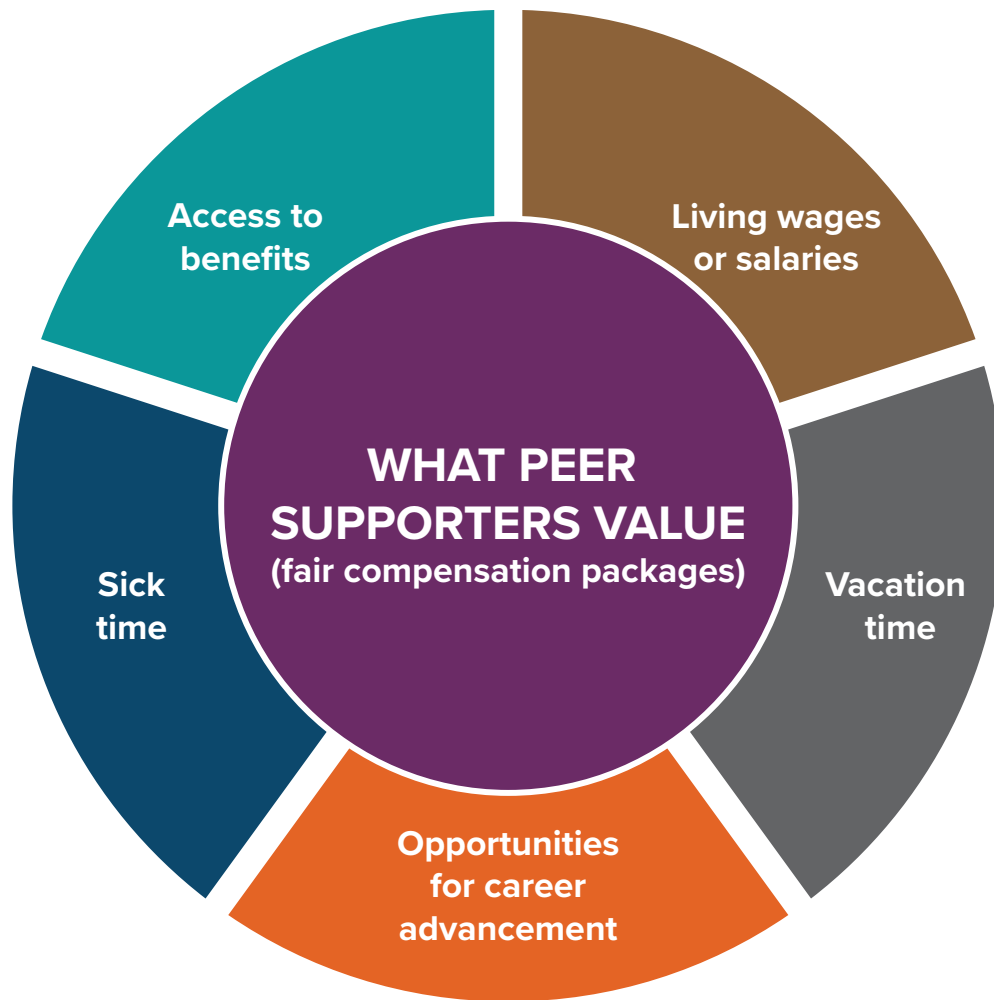 Access to
benefits
Living wages
or salaries
WHAT PEER
SUPPORTERS VALUE
(fair compensation packages)
Sick
time
Vacation
time
Opportunities
for career
advancement